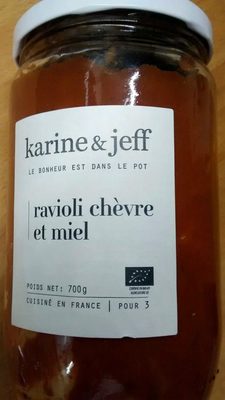 karine & jeff
LE BONHEUR EST DANS LE POT
ravioli chèvre
et miel
POIDS NET: 700g
CUISINÉ EN FRANCE | POUR 3